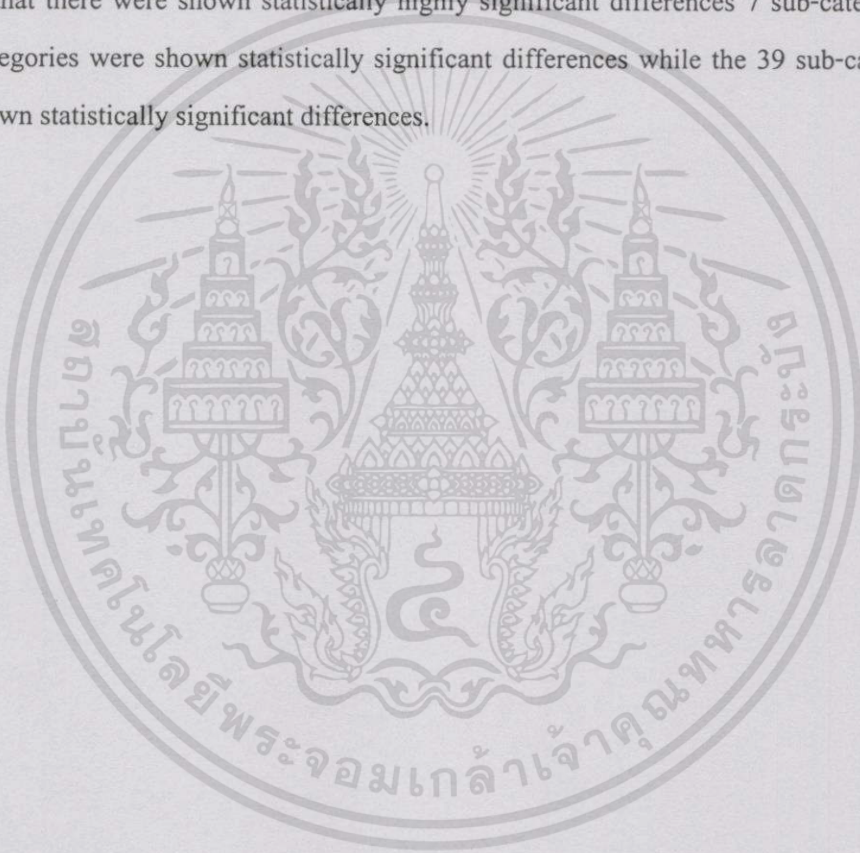 hat there were shown statistically highly significant differences 7 sub-cate
egories were shown statistically significant differences while the 39 sub-ca
wn statistically significant differences.
สถาบันเทคโนโลยีพระจอมเกล้าเจ้าคุณทหารลาดกระบัง
๔